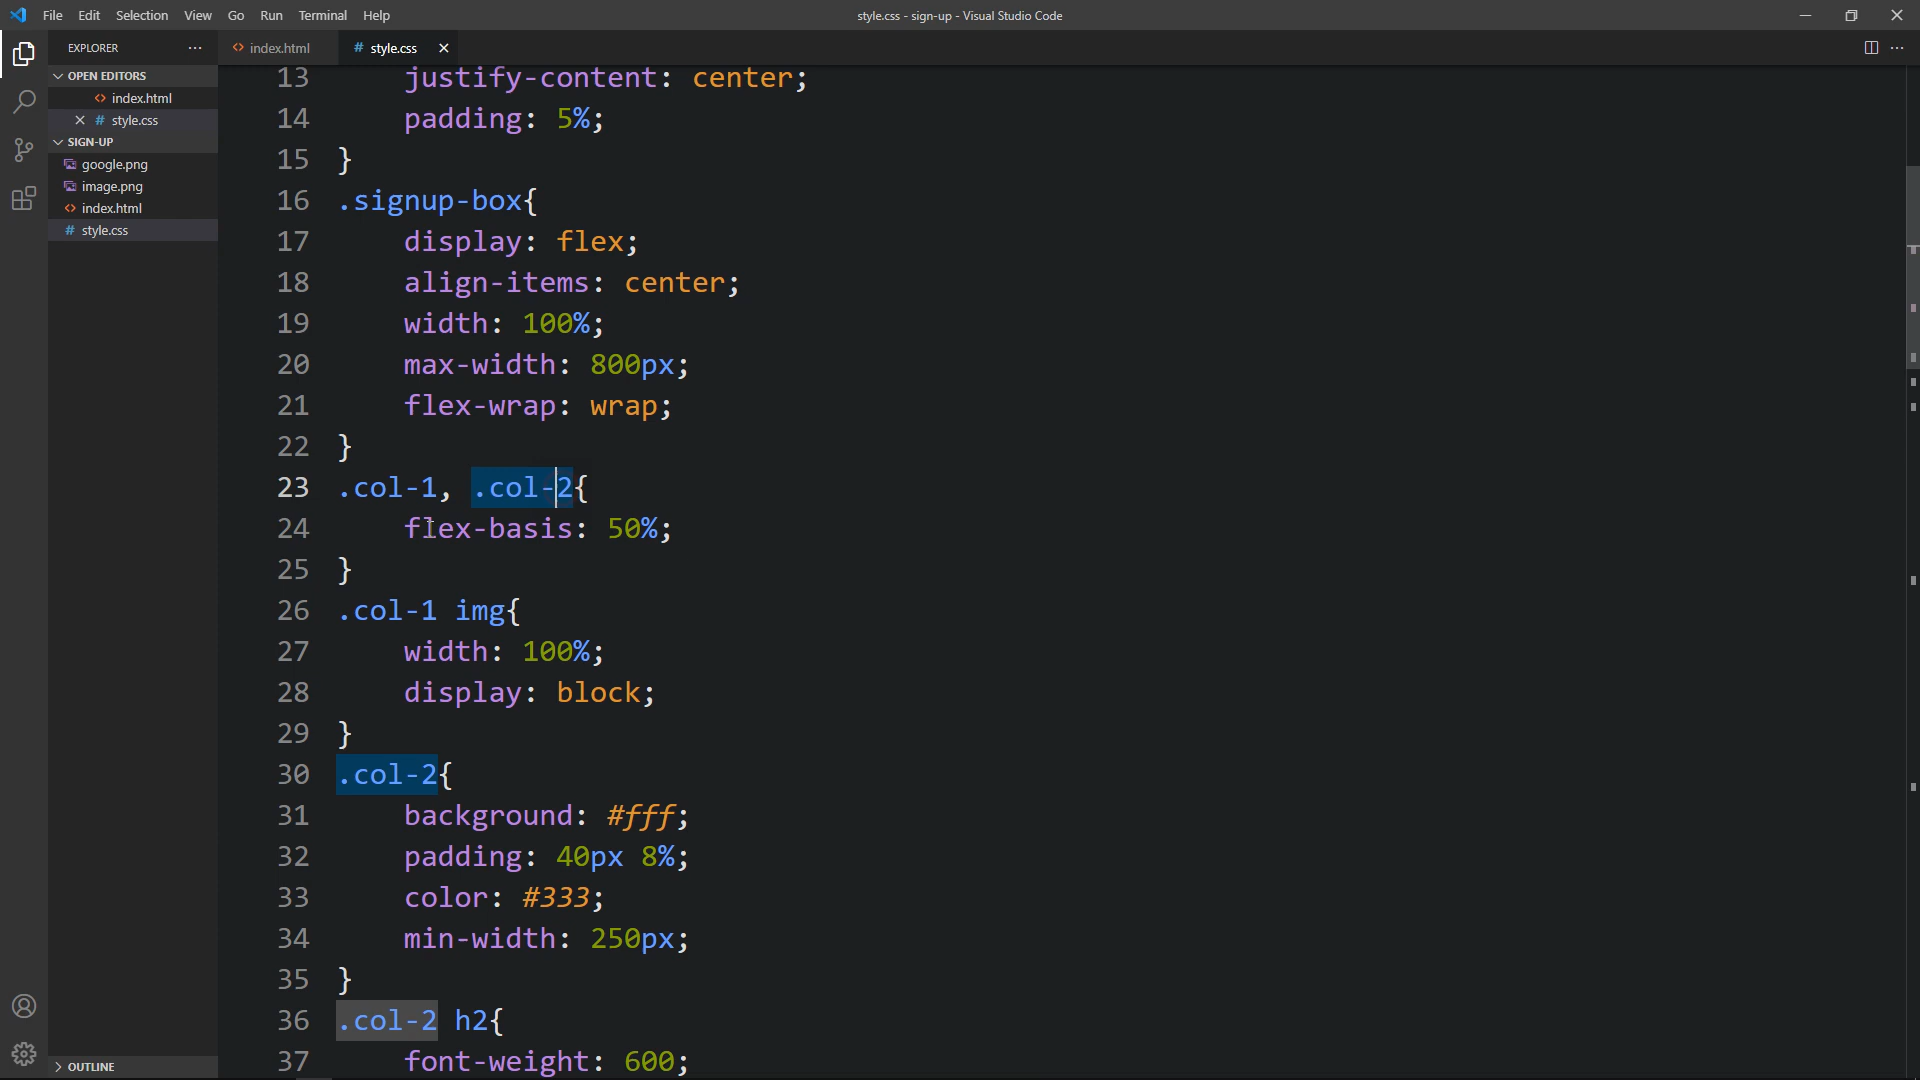 File Edit Selection View Go Run Terminal Help
style.css - sign-up - Visual Studio Code
EXPLORER
OPEN EDITORS
index.html
style.css
SIGN-UP
google.png
image.png
index.html
style.css
OUTLINE
index.html
# style.css
13 justify-content: center;
14 padding: 5%;
15 }
16 .signup-box{
17 display: flex;
18 align-items: center;
19 width: 100%;
20 max-width: 800px;
21 flex-wrap: wrap;
22 }
23 .col-1, .col-2{
24 flex-basis: 50%;
25 }
26 .col-1 img{
27 width: 100%;
28 display: block;
29 }
30 .col-2{
31 background: #fff;
32 padding: 40px 8%;
33 color: #333;
34 min-width: 250px;
35 }
36 .col-2 h2{
37 font-weight: 600;